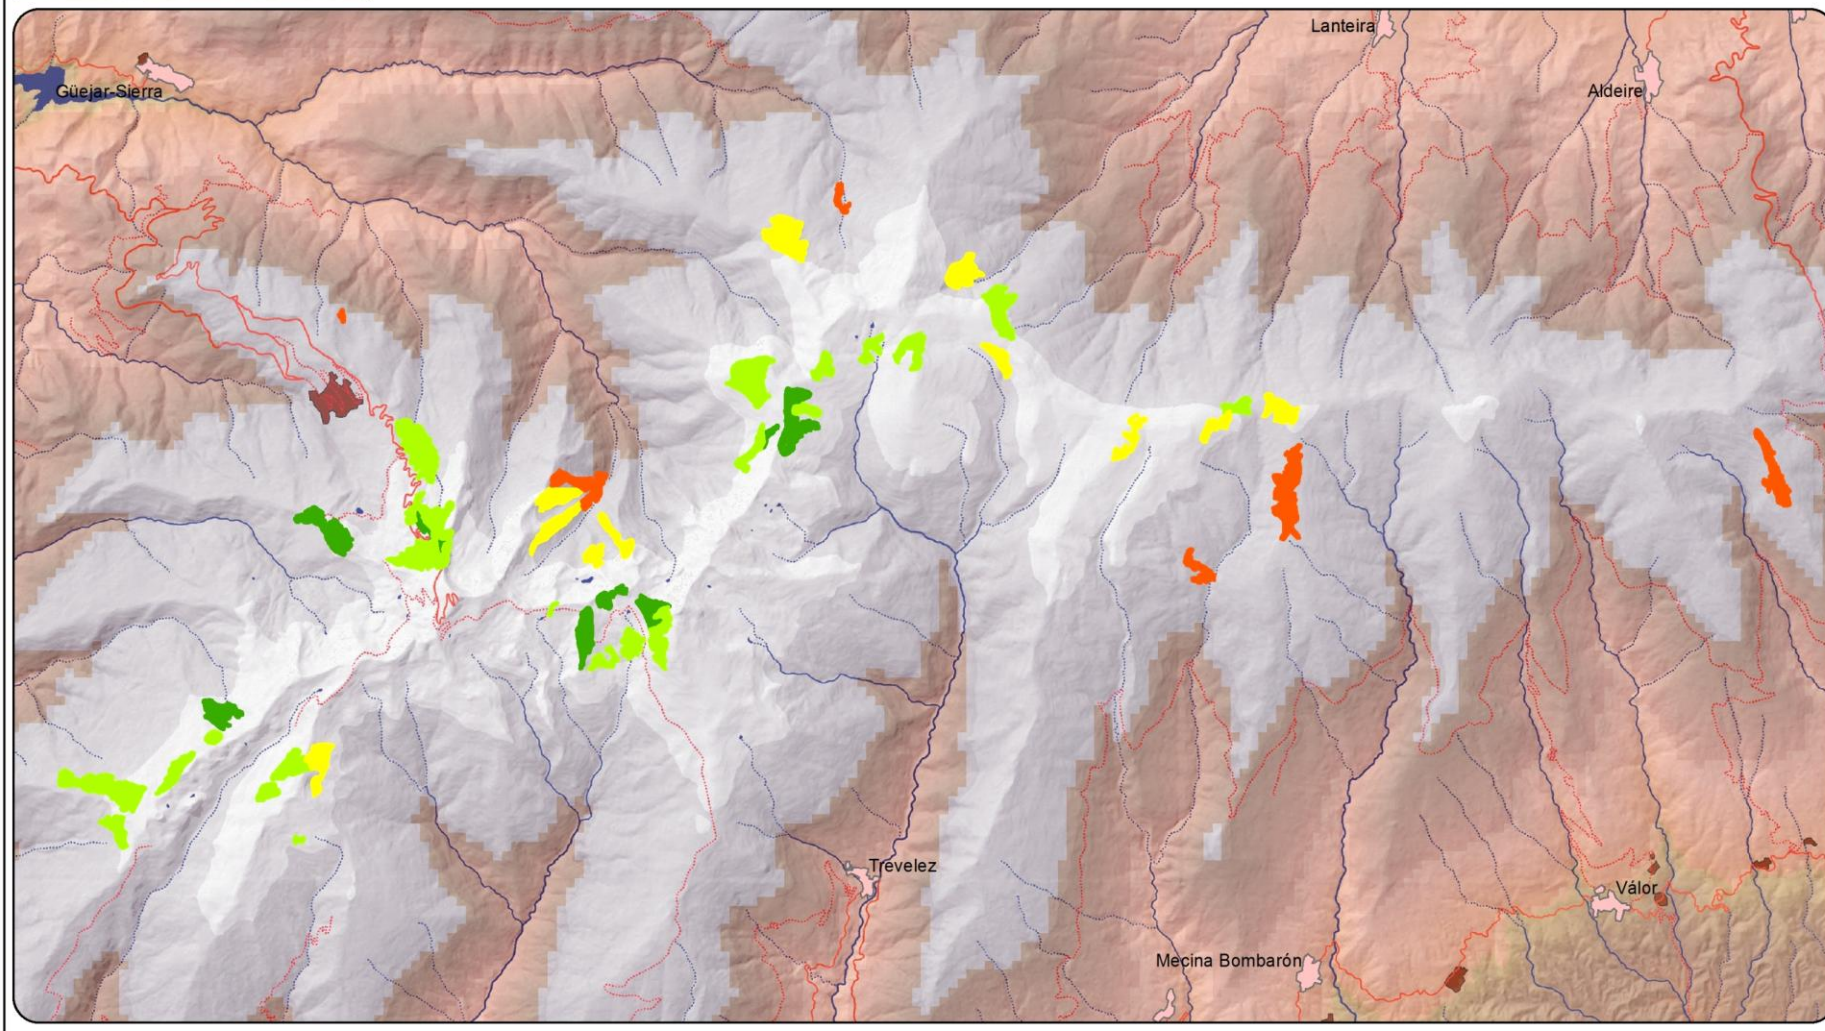 Lanteira
Güejar-Sierra
Aldeire
Trevelez
Válor
Mecina Bombarón